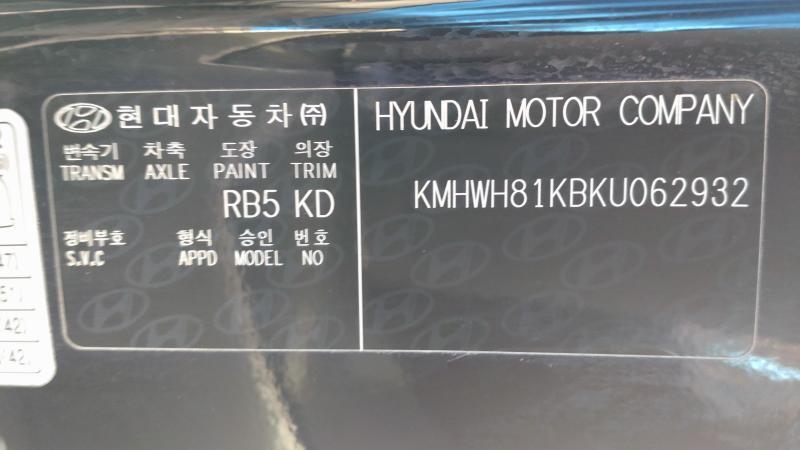 현대자동차㈜
변속기 차축 도장 의장
TRANSM AXLE PAINT TRIM
RB5 KD
정비부호 형식 승인 번호
S.V.C APPD MODEL NO
HYUNDAI MOTOR COMPANY
KMHWH81KBKU062932